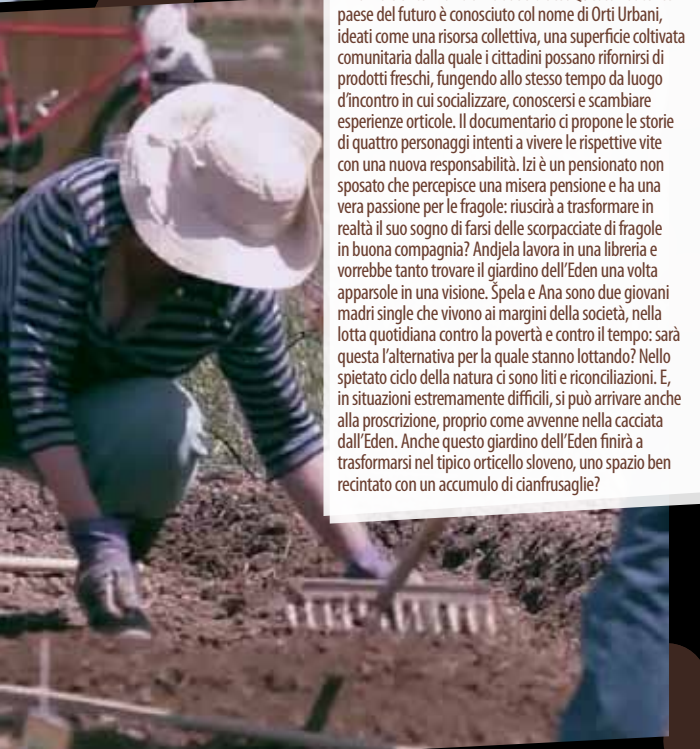 paese del futuro è conosciuto col nome di Orti Urbani,
ideati come una risorsa collettiva, una superficie coltivata
comunitaria dalla quale i cittadini possano rifornirsi di
prodotti freschi, fungendo allo stesso tempo da luogo
d'incontro in cui socializzare, conoscersi e scambiare
esperienze orticole. Il documentario ci propone le storie
di quattro personaggi intenti a vivere le rispettive vite
con una nuova responsabilità. Izi è un pensionato non
sposato che percepisce una misera pensione e ha una
vera passione per le fragole: riuscirà a trasformare in
realtà il suo sogno di farsi delle scorpacciate di fragole
in buona compagnia? Andjela lavora in una libreria e
vorrebbe tanto trovare il giardino dell'Eden una volta
apparsole in una visione. Špela e Ana sono due giovani
madri single che vivono ai margini della società, nella
lotta quotidiana contro la povertà e contro il tempo: sarà
questa l'alternativa per la quale stanno lottando? Nello
spietato ciclo della natura ci sono liti e riconciliazioni. E,
in situazioni estremamente difficili, si può arrivare anche
alla proscrizione, proprio come avvenne nella cacciata
dall'Eden. Anche questo giardino dell'Eden finirà a
trasformarsi nel tipico orticello sloveno, uno spazio ben
recintato con un accumulo di cianfrusaglie?